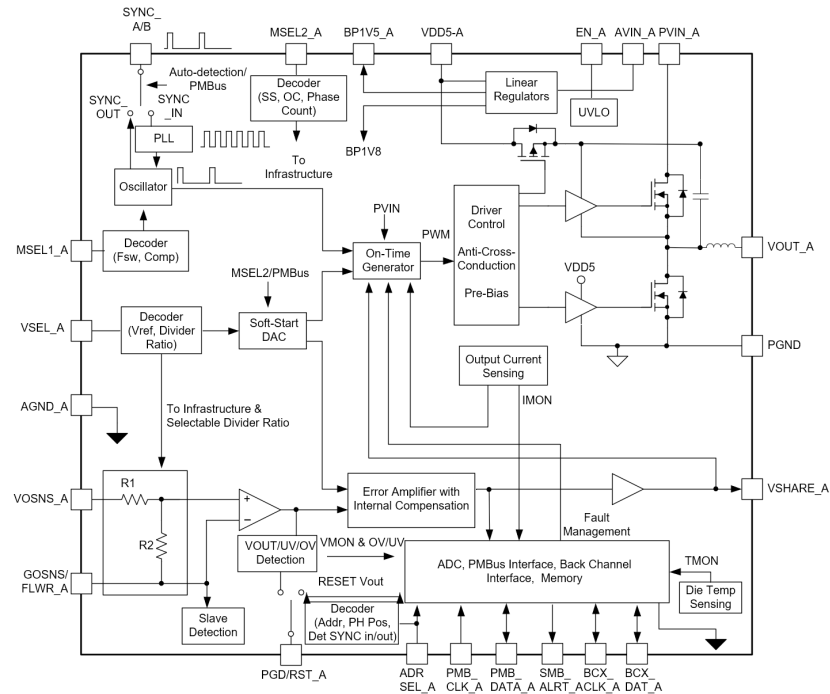 SYNC_
A/B
MSEL2_A
BP1V5_A
VDD5-A
EN_A
AVIN_A
PVIN_A
Auto-detection/
PMBus
SYNC_
OUT
SYNC
_IN
PLL
Decoder
(SS, OC, Phase
Count)
Linear
Regulators
UVLO
BP1V8
To
Infrastructure
Oscillator
MSEL1_A
Decoder
(Fsw, Comp)
PVIN
On-Time
Generator
PWM
Driver
Control
Anti-Cross-
Conduction
Pre-Bias
VDD5
VOUT_A
MSEL2/PMBus
VSEL_A
Decoder
(Vref, Divider
Ratio)
Soft-Start
DAC
PGND
Output Current
Sensing
IMON
AGND_A
To Infrastructure &
Selectable Divider Ratio
VOSNS_A
R1
R2
+
−
Error Amplifier with
Internal Compensation
VSHARE_A
Fault
Management
GOSNS/
FLWR_A
VOUT/UV/OV
Detection
VMON & OV/UV
ADC, PMBus Interface, Back Channel
Interface, Memory
TMON
Die Temp
Sensing
RESET Vout
Slave
Detection
Decoder
(Addr, PH Pos,
Det SYNC in/out)
PGD/RST_A
ADR
SEL_A
PMB_
CLK_A
PMB_
DATA_A
SMB_
ALRT_A
BCX_
CLK_A
BCX_
DAT_A